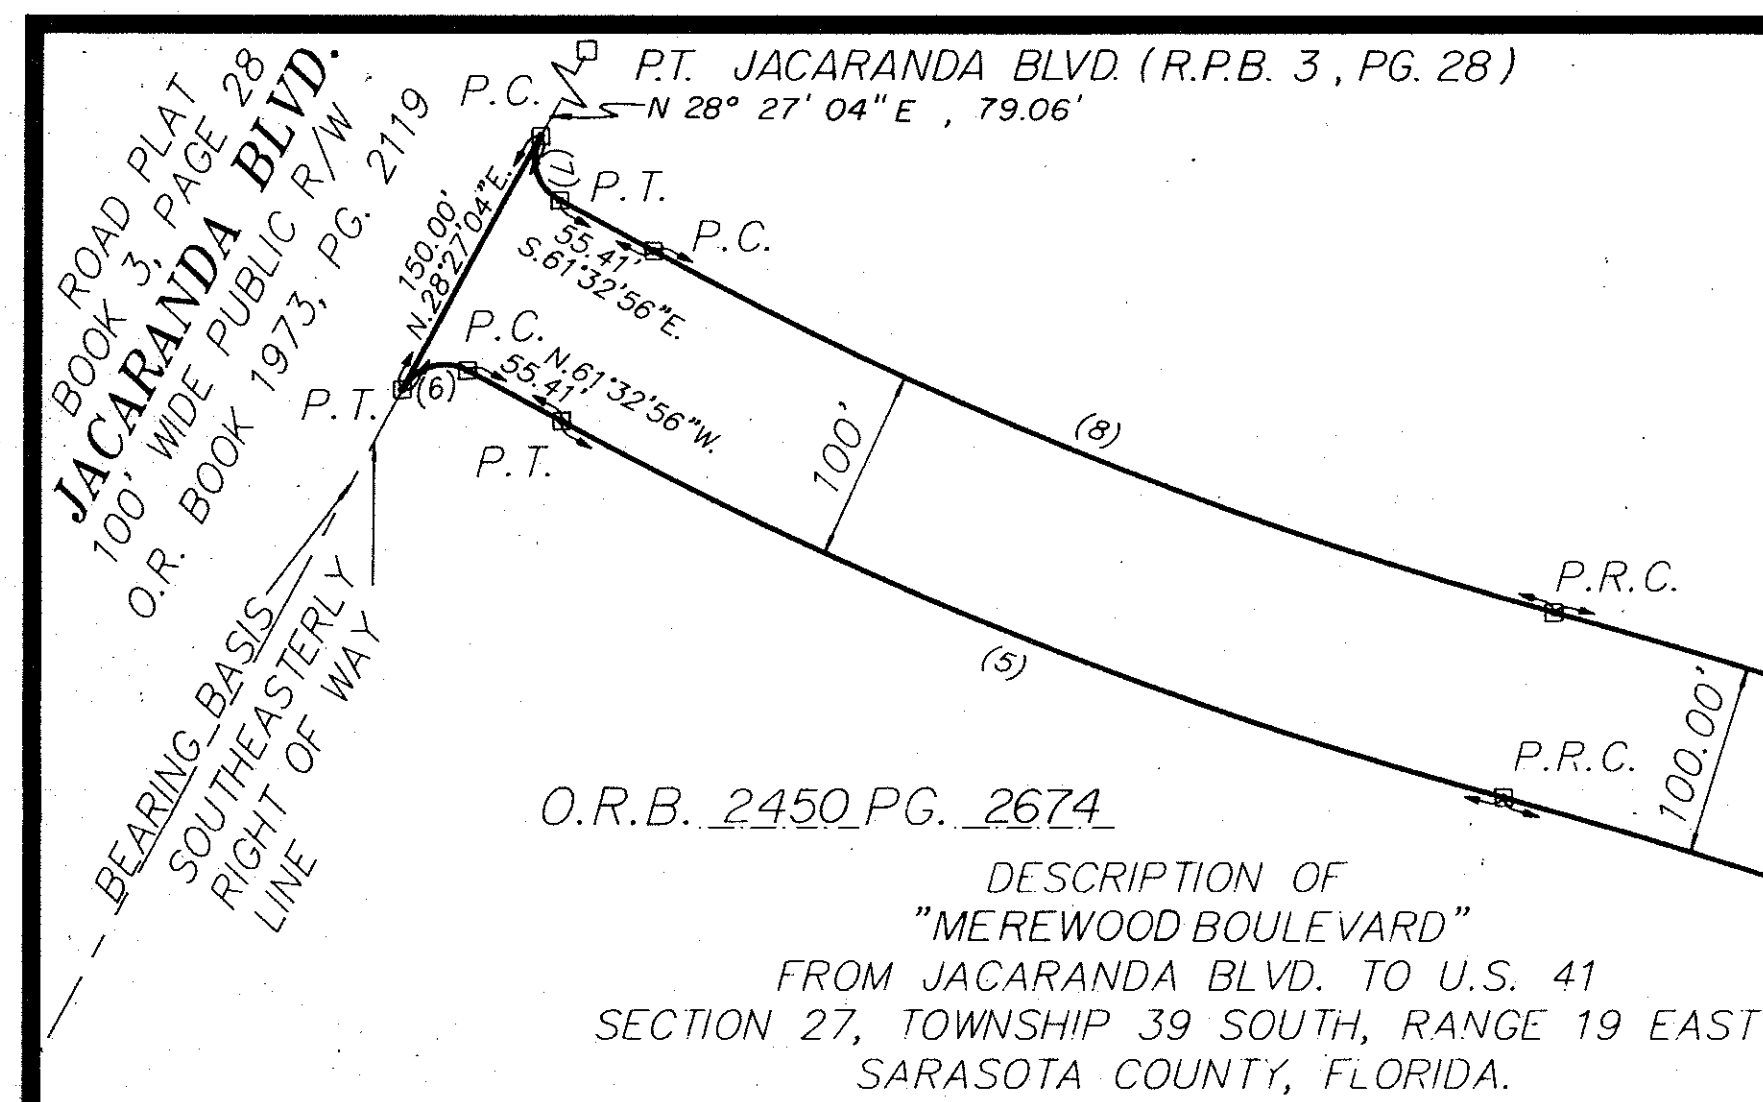 P.T. JACARANDA BLVD. (R.P.B. 3, PG. 28)
N 28° 27' 04" E , 79.06'
P.C.
ROAD PLAT
BOOK 3, PAGE 28
JACARANDA BLVD.
100' WIDE PUBLIC R/W
O.R. BOOK 1973, PG. 2119
150.00'
N.28°27'04"E.
(7)
P.T.
55.41'
S.61°32'56"E.
P.C.
P.C.
N.61°32'56"W.
55.41'
P.T.
(6)
P.T.
100'
(8)
(5)
P.R.C.
P.R.C.
100.00'
BEARING BASIS
SOUTHEASTERLY
RIGHT OF WAY
LINE
O.R.B. 2450 PG. 2674
DESCRIPTION OF
"MEREWOOD BOULEVARD"
FROM JACARANDA BLVD. TO U.S. 41
SECTION 27, TOWNSHIP 39 SOUTH, RANGE 19 EAST
SARASOTA COUNTY, FLORIDA.